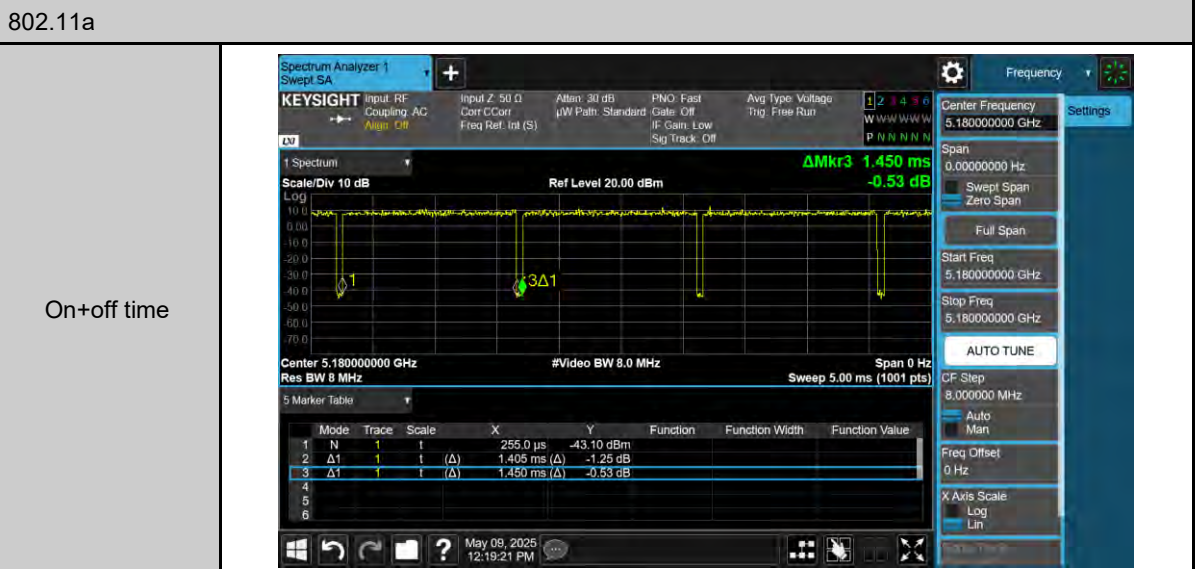 802.11a
On+off time
Spectrum Analyzer 1
Swept SA
Frequency
KEYSIGHT
Input: RF
Coupling: AC
Align: Off
Input Z: 50 Ω
Corr CCorr
Freq Ref: Int (S)
Atten: 30 dB
µW Path: Standard
PNO: Fast
Gate: Off
IF Gain: Low
Sig Track: Off
Avg Type: Voltage
Trig: Free Run
1 2 3 4 5 6
W W W W W W
P N N N N N
LXI
1 Spectrum
ΔMkr3 1.450 ms
-0.53 dB
Scale/Div 10 dB
Ref Level 20.00 dBm
Log
10.0
0.00
-10.0
-20.0
-30.0
-40.0
-50.0
-60.0
-70.0
1
3Δ1
Center 5.180000000 GHz
#Video BW 8.0 MHz
Span 0 Hz
Res BW 8 MHz
Sweep 5.00 ms (1001 pts)
5 Marker Table
Mode Trace Scale X Y Function Function Width Function Value
1 N 1 t 255.0 µs -43.10 dBm
2 Δ1 1 t (Δ) 1.405 ms (Δ) -1.25 dB
3 Δ1 1 t (Δ) 1.450 ms (Δ) -0.53 dB
4
5
6
?
May 09, 2025
12:19:21 PM
Center Frequency
5.180000000 GHz
Settings
Span
0.00000000 Hz
Swept Span
Zero Span
Full Span
Start Freq
5.180000000 GHz
Stop Freq
5.180000000 GHz
AUTO TUNE
CF Step
8.000000 MHz
Auto
Man
Freq Offset
0 Hz
X Axis Scale
Log
Lin